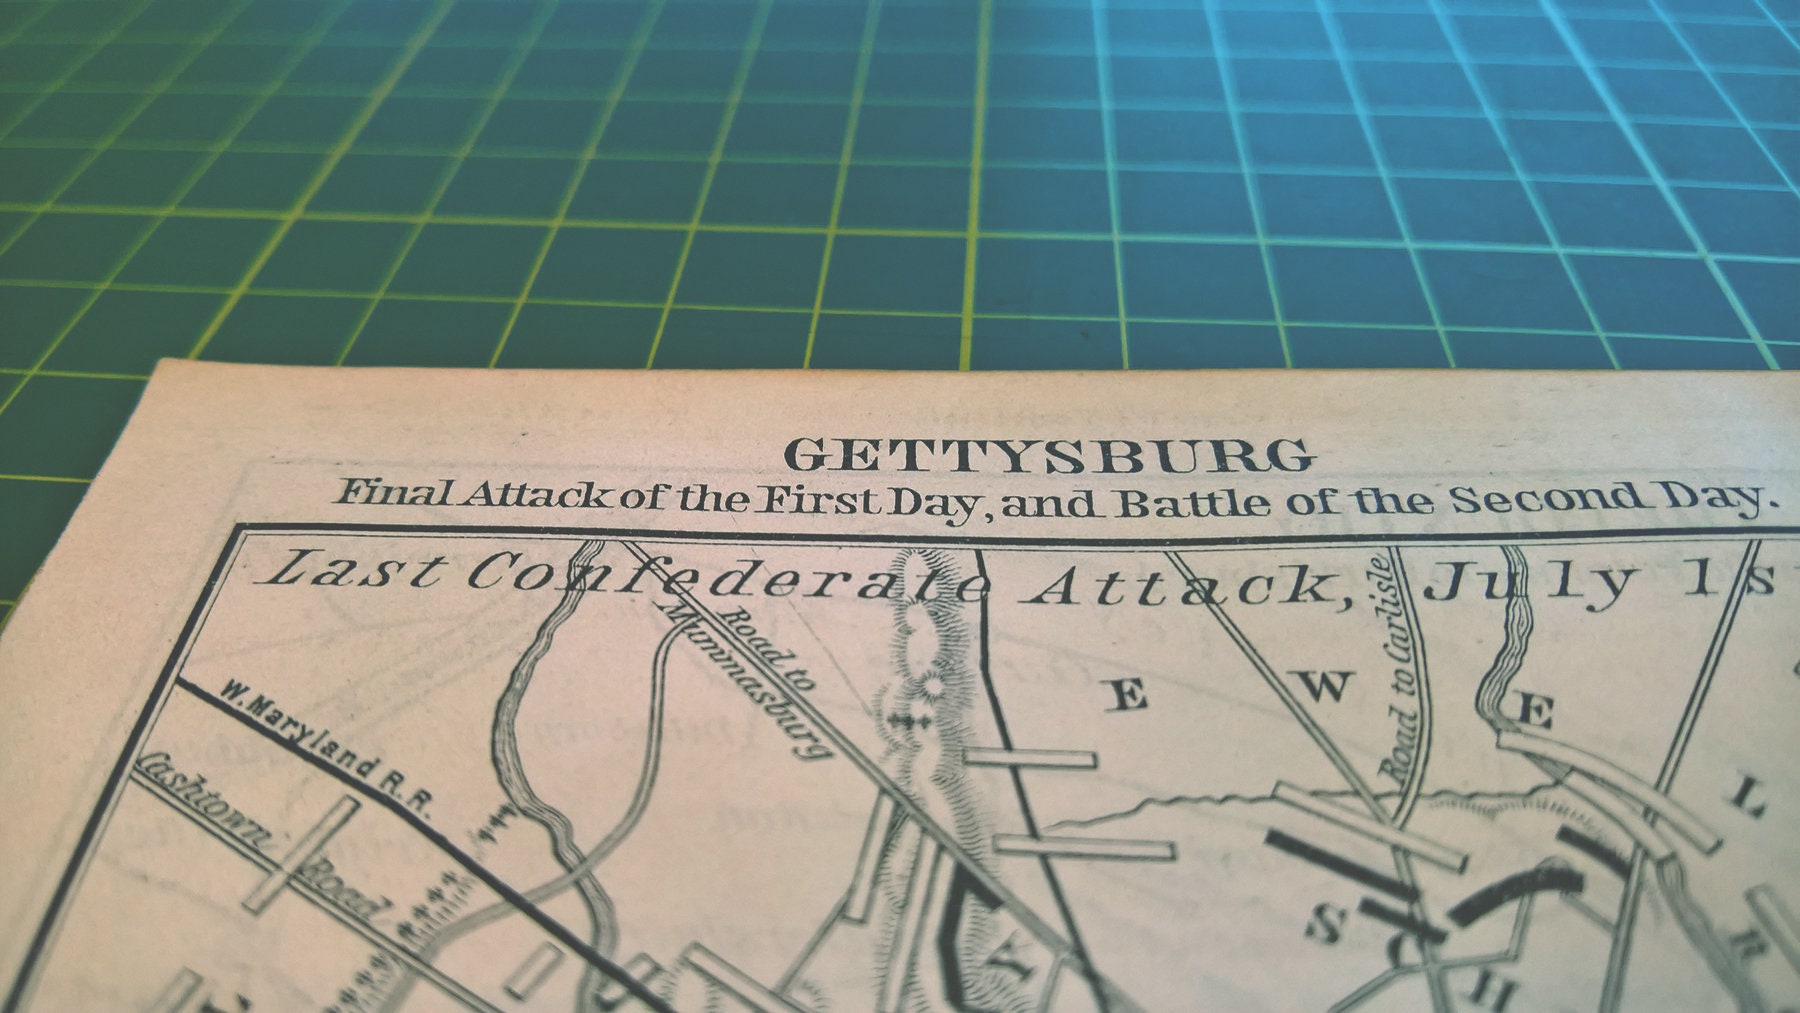 GETTYSBURG
Final Attack of the First Day, and Battle of the Second Day.
Last Confederate Attack, July 1s
Road to
Mummasburg
Road to Carlisle
W. Maryland R. R.
Cashtown Road
E W E L
S
Y
H
R